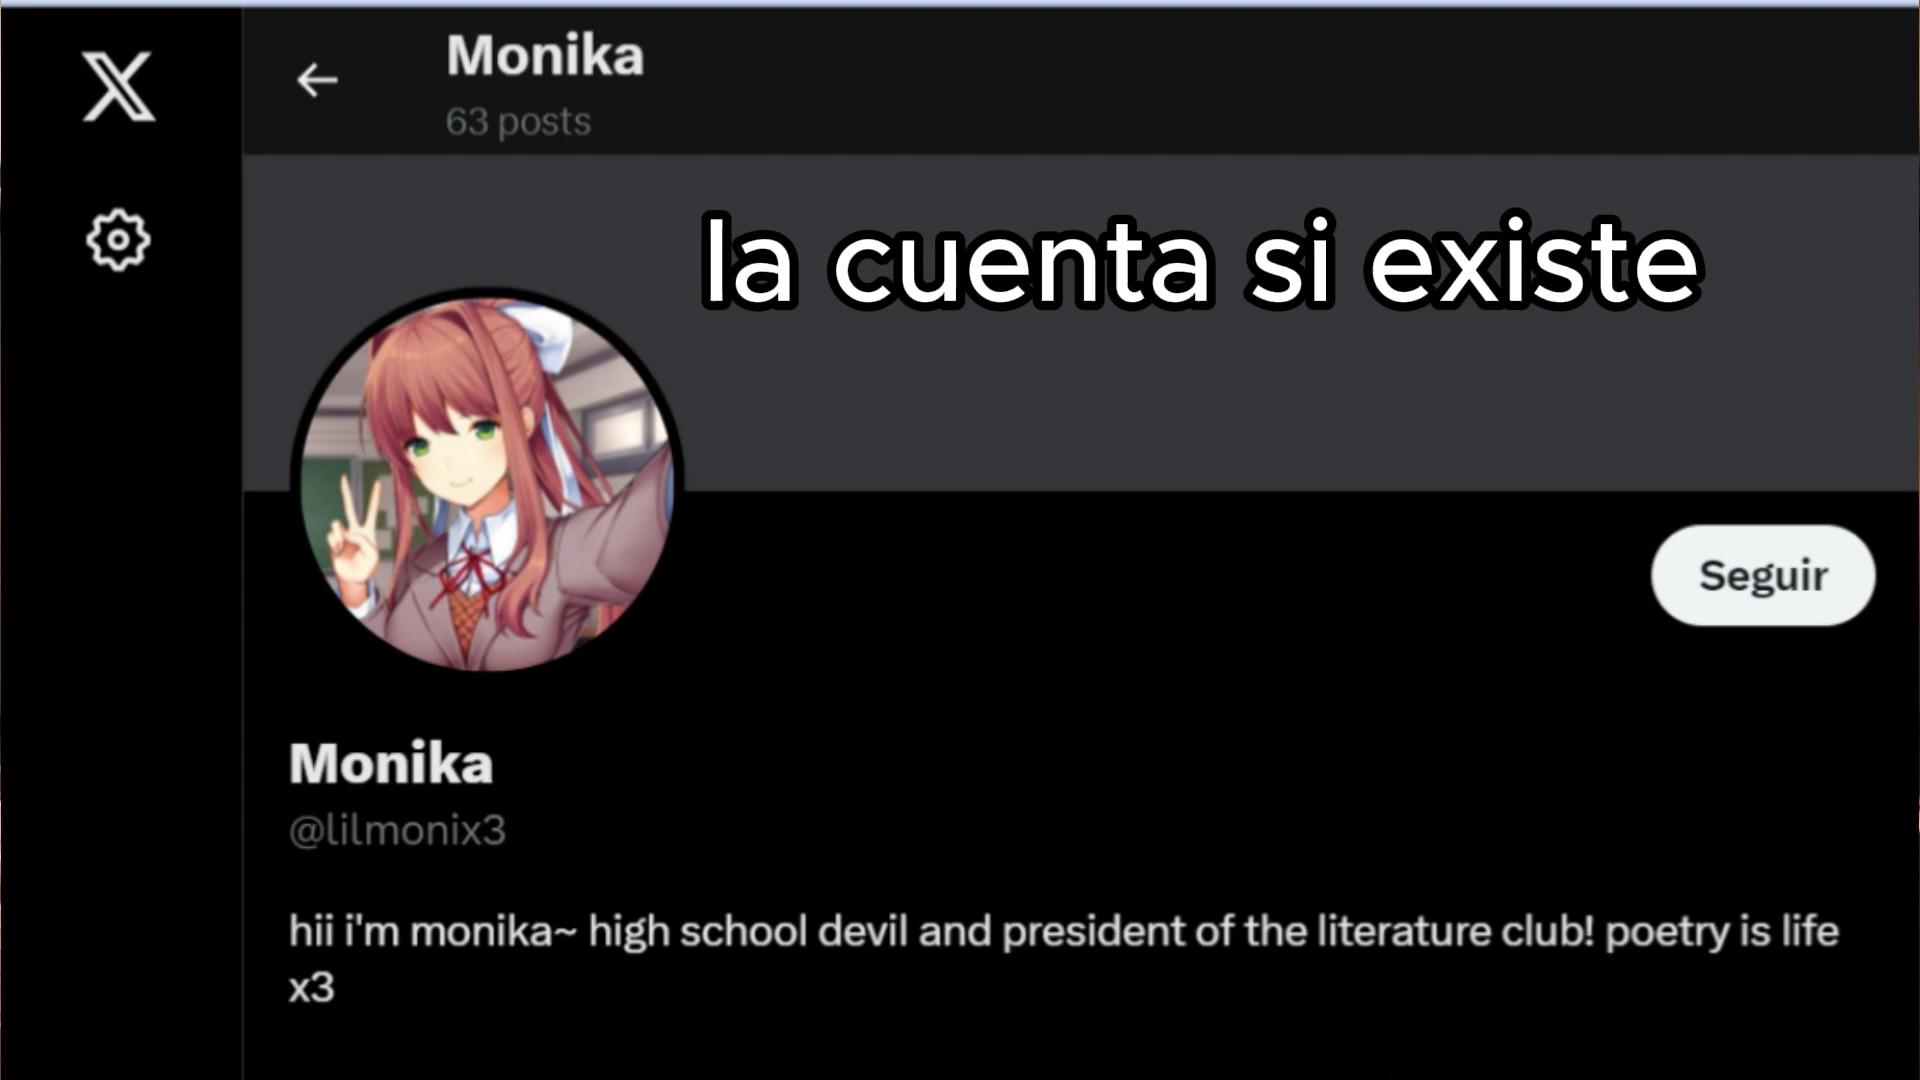 Monika
63 posts
la cuenta si existe
Seguir
Monika
@lilmonix3
hii i'm monika~ high school devil and president of the literature club! poetry is life
x3